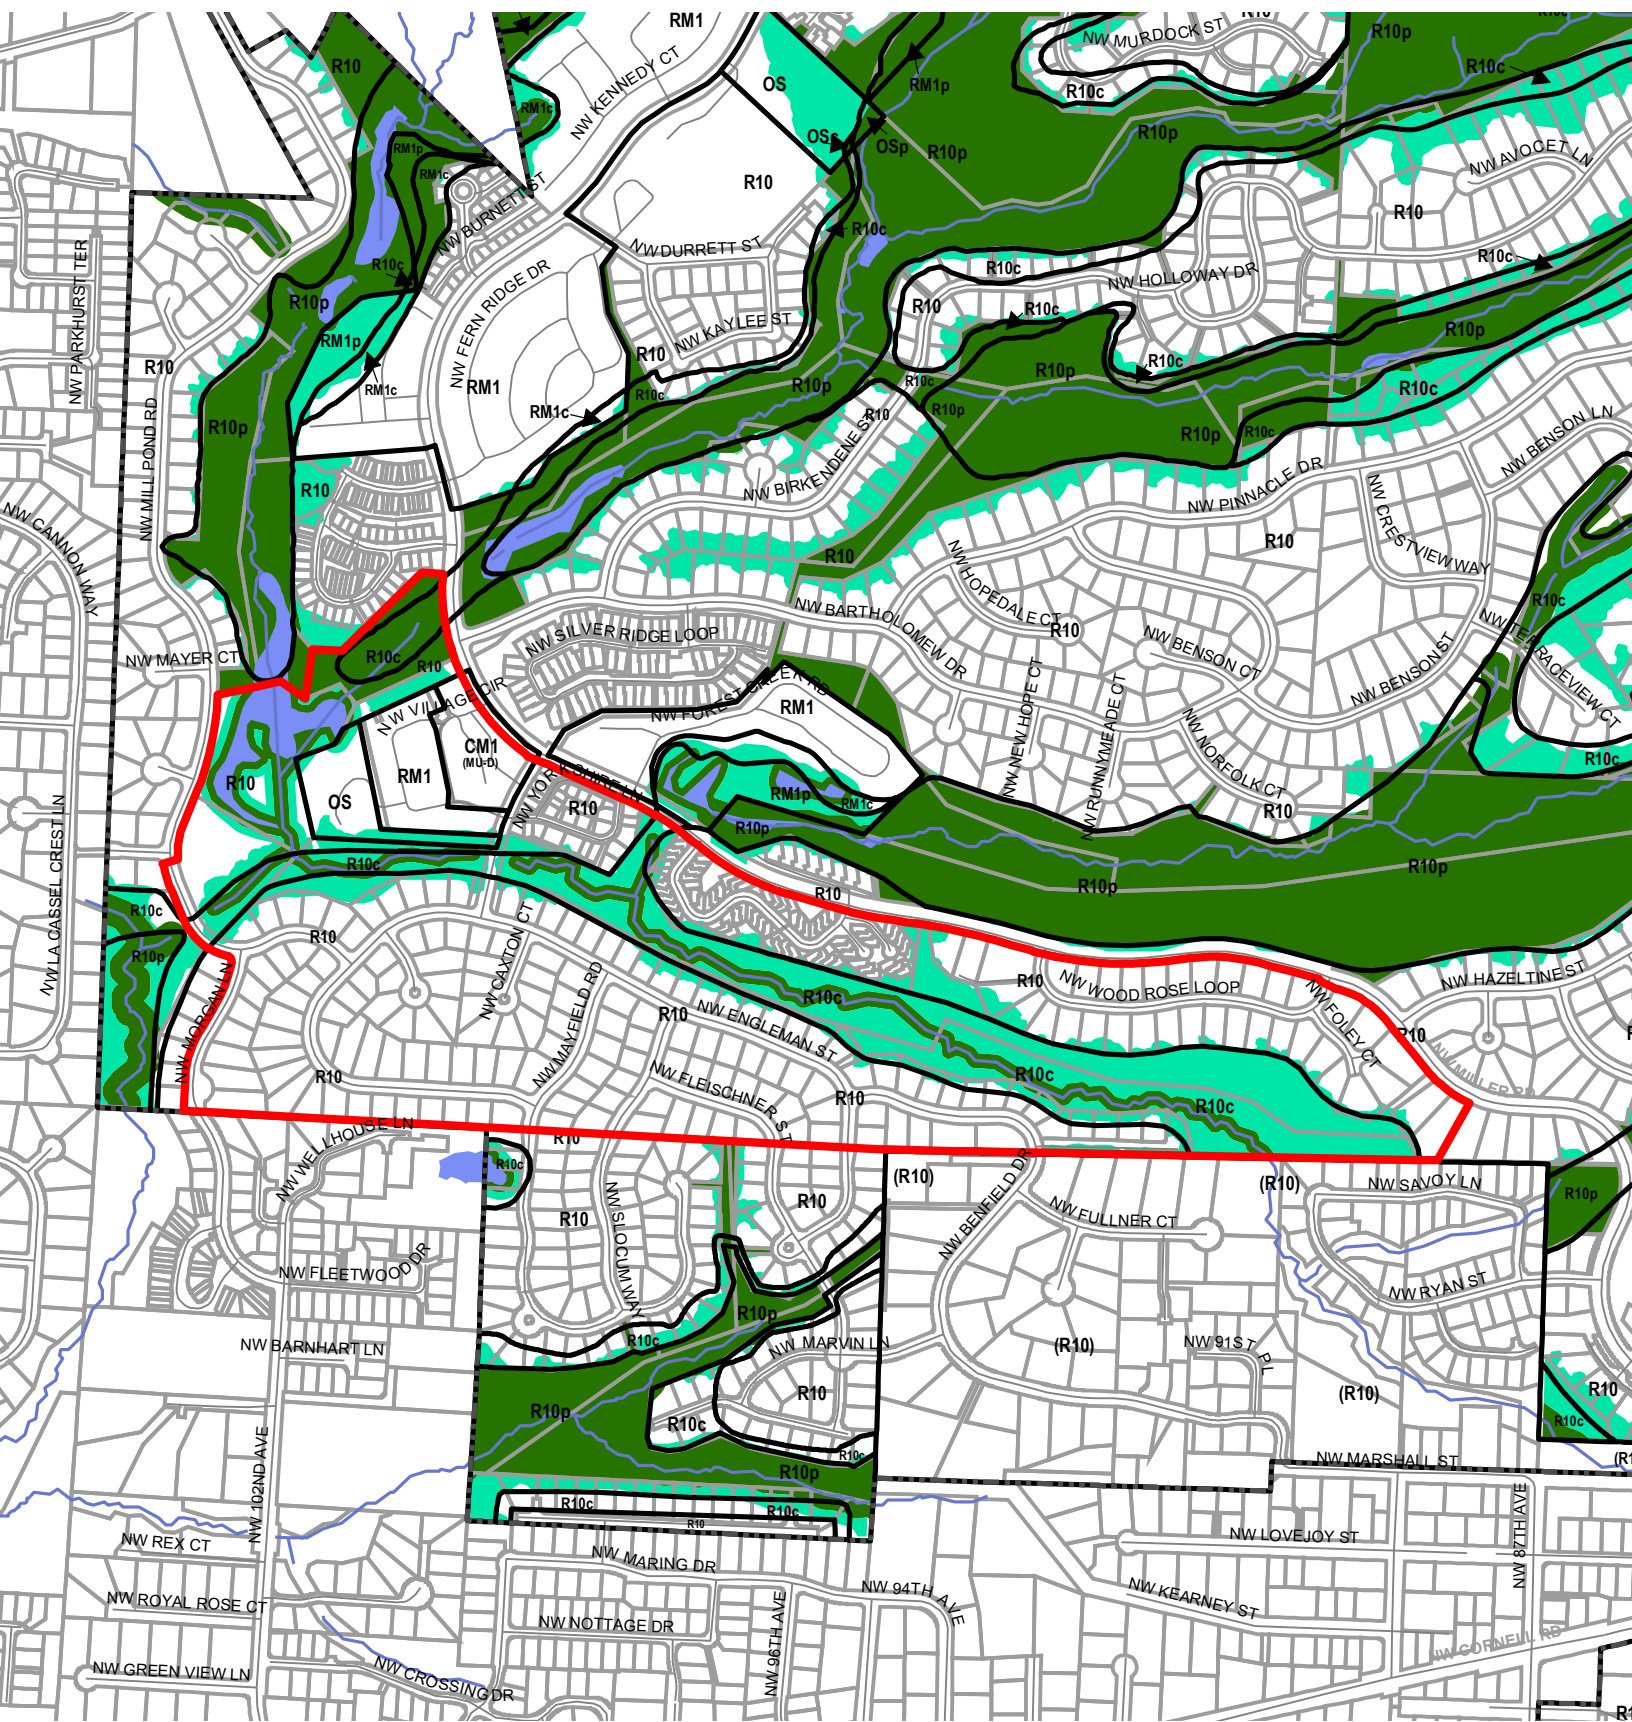 RM1
N10
R10c
NW MURDOCK ST
R10p
R10
NW KENNEDY CT
OS
RM1p
R10c
R10c
RM1c
OSc
OSp
R10p
R10p
NW AVOCET LN
RM1p
RM1c
R10
R10
NW BURNETT ST
R10c
NW DURRETT ST
R10c
R10c
R10c
NW PARKHURST TER
NW FERN RIDGE DR
NW HOLLOWAY DR
R10p
R10
R10c
NW KAYLEE ST
R10p
RM1p
R10
R10
R10c
R10p
RM1c
RM1
R10c
R10p
R10c
R10c
NW MILL POND RD
RM1c
R10
R10p
R10p
NW BIRKENDENE ST
R10p
R10c
NW BENSON LN
R10
NW PINNACLE DR
NW CANNON WAY
NW CRESTVIEW WAY
R10
R10
NW HOPEDALE CT
R10c
NW BARTHOLOMEW DR
NW SILVER RIDGE LOOP
R10
NW BENSON CT
NW TERRACEVIEW CT
NW MAYER CT
R10c
R10
NW BENSON ST
NW VILLAGE CIR
NW FOREST CREEK RD
RM1
NW NEW HOPE CT
NW RUNNYMEADE CT
NW NORFOLK CT
CM1
(MU-D)
R10
RM1
OS
NW YORKSHIRE LN
R10
RM1p
RM1c
R10c
R10
NW LA CASSEL CREST LN
R10p
R10c
R10p
R10p
R10
R10c
R10
R10p
NW CAXTON CT
NW MAYFIELD RD
R10c
R10
NW WOOD ROSE LOOP
NW HAZELTINE ST
NW FOLEY CT
R10
NW ENGLEMAN ST
R10
NW MORGAN LN
NW FLEISCHNER ST
R10
R10c
NW MILLER RD
R10
R10c
NW WELLHOUSE LN
R10
R10c
(R10)
(R10)
NW SAVOY LN
R10p
R10
R10
NW SLOCUM WAY
NW BENFIELD DR
NW FULLNER CT
NW FLEETWOOD DR
NW RYAN ST
R10p
NW BARNHART LN
R10c
NW MARVIN LN
(R10)
NW 91ST PL
R10
(R10)
R10
R10p
R10c
R10c
R10c
NW 102ND AVE
R10p
NW MARSHALL ST
R10c
R10c
R10
NW 87TH AVE
NW REX CT
NW LOVEJOY ST
NW MARING DR
NW 94TH AVE
NW KEARNEY ST
NW ROYAL ROSE CT
NW NOTTAGE DR
NW 96TH AVE
NW CORNELL RD
NW GREEN VIEW LN
NW CROSSING DR